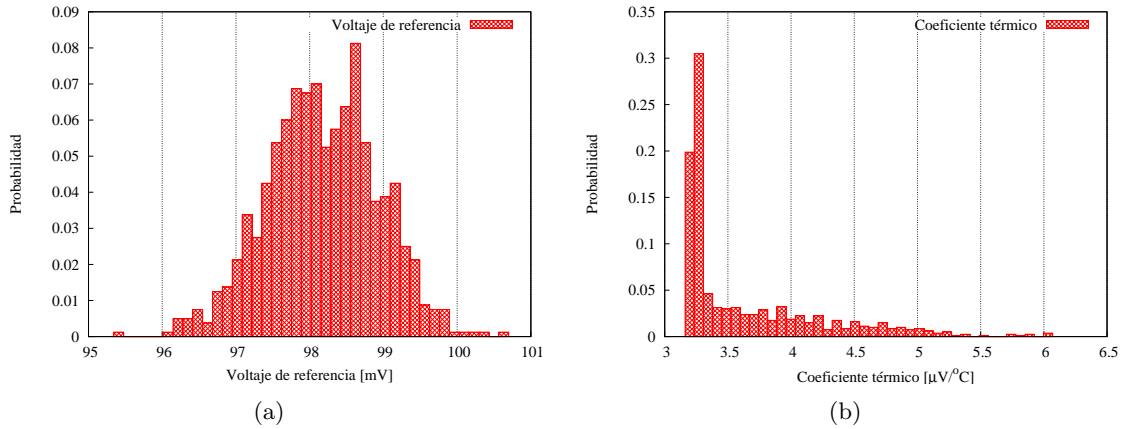 Voltaje de referencia
0.09
0.08
0.07
0.06
0.05
0.04
0.03
0.02
0.01
0
Probabilidad
95 96 97 98 99 100 101
Voltaje de referencia [mV]
(a)
Coeficiente térmico
0.35
0.3
0.25
0.2
0.15
0.1
0.05
0
Probabilidad
3 3.5 4 4.5 5 5.5 6 6.5
Coeficiente térmico [μV/°C]
(b)